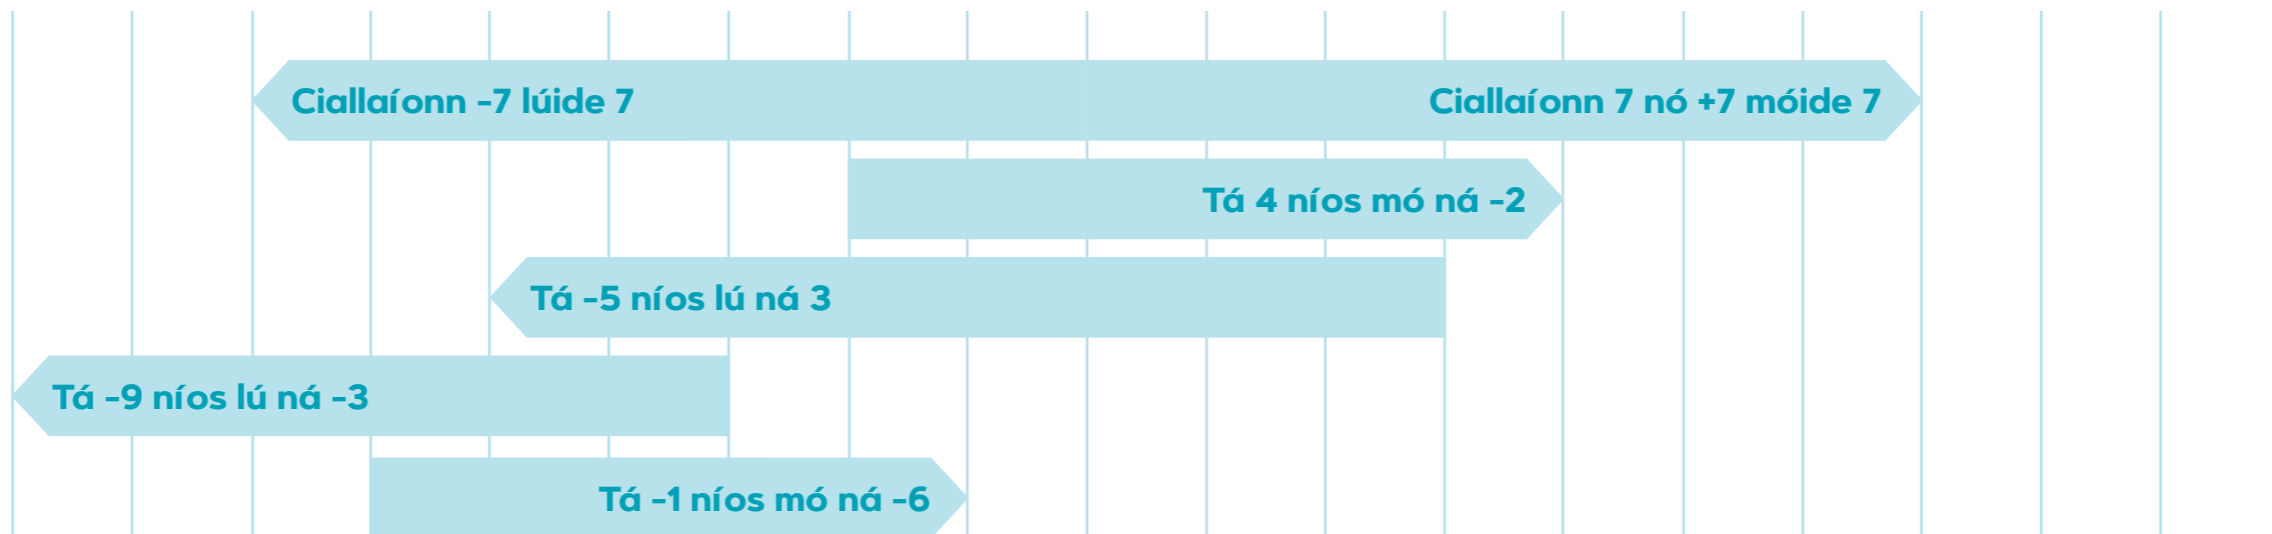 Ciallaíonn -7 lúide 7
Ciallaíonn 7 nó +7 móide 7
Tá 4 níos mó ná -2
Tá -5 níos lú ná 3
Tá -9 níos lú ná -3
Tá -1 níos mó ná -6